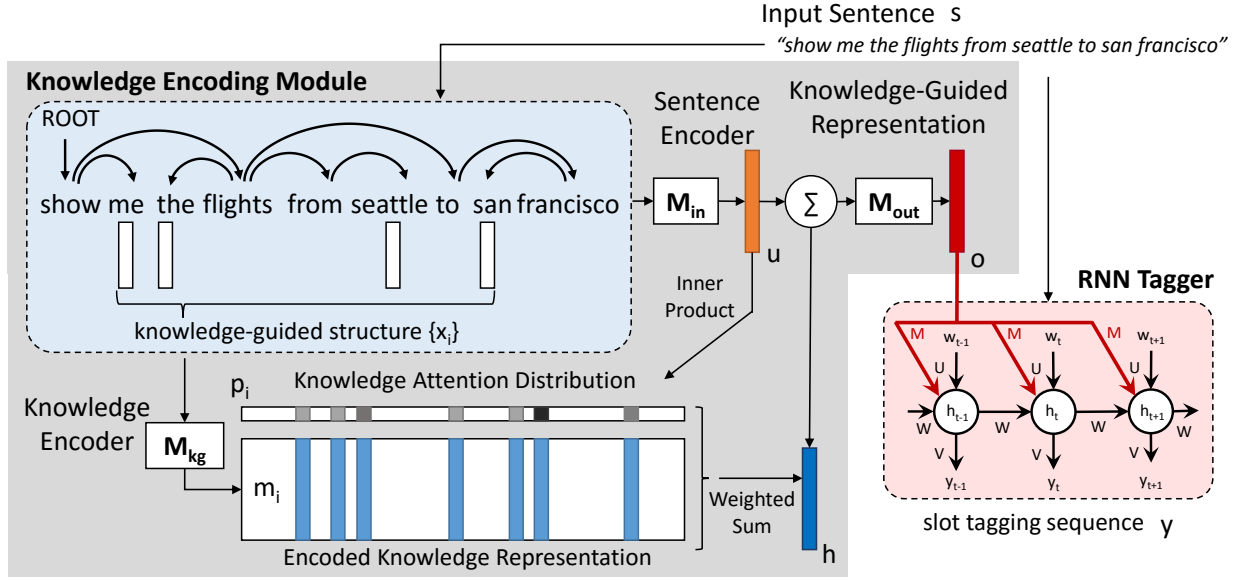 Input Sentence s
"show me the flights from seattle to san francisco"
Knowledge Encoding Module
ROOT
show me the flights from seattle to san francisco
knowledge-guided structure {x_i}
Sentence
Encoder
M_in
u
Inner
Product
Σ
Knowledge-Guided
Representation
M_out
o
RNN Tagger
M M M
w_t-1 w_t w_t+1
U U U
h_t-1 h_t h_t+1
W W W W
V V V
y_t-1 y_t y_t+1
slot tagging sequence y
Knowledge
Encoder
M_kg
p_i
Knowledge Attention Distribution
m_i
Encoded Knowledge Representation
Weighted
Sum
h